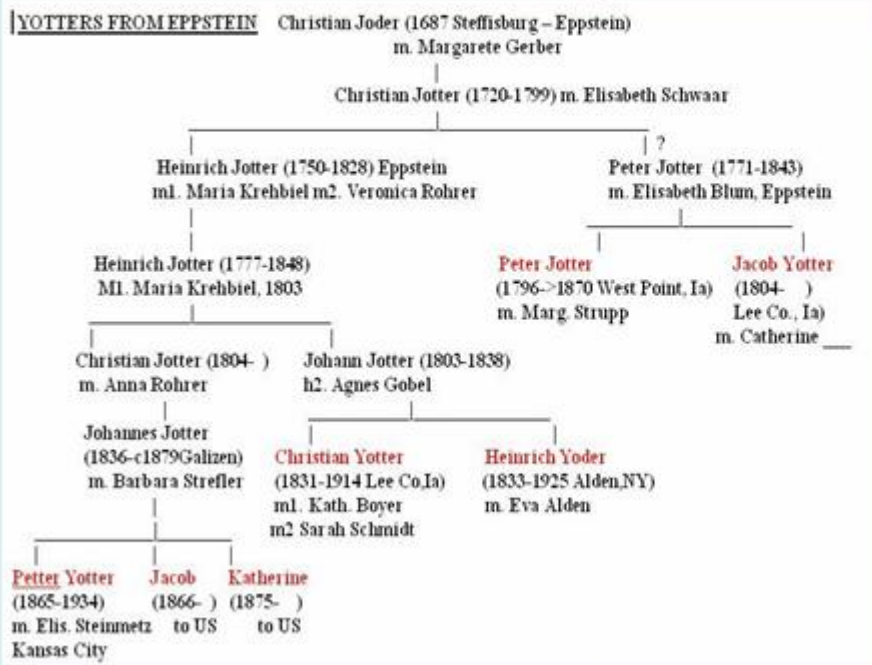 YOTTERS FROM EPPSTEIN Christian Joder (1687 Steffisburg – Eppstein)
m. Margarete Gerber
Christian Jotter (1720-1799) m. Elisabeth Schwaar
?
Heinrich Jotter (1750-1828) Eppstein
m1. Maria Krehbiel m2. Veronica Rohrer
Peter Jotter (1771-1843)
m. Elisabeth Blum, Eppstein
Heinrich Jotter (1777-1848)
M1. Maria Krehbiel, 1803
Peter Jotter
(1796->1870 West Point, Ia)
m. Marg. Strupp
Jacob Yotter
(1804- )
Lee Co., Ia)
m. Catherine ___
Christian Jotter (1804- )
m. Anna Rohrer
Johann Jotter (1803-1838)
h2. Agnes Gobel
Johannes Jotter
(1836-c1879Galizen)
m. Barbara Strefler
Christian Yotter
(1831-1914 Lee Co,Ia)
m1. Kath. Boyer
m2 Sarah Schmidt
Heinrich Yoder
(1833-1925 Alden,NY)
m. Eva Alden
Petter Yotter
(1865-1934)
m. Elis. Steinmetz
Kansas City
Jacob
(1866- )
to US
Katherine
(1875- )
to US